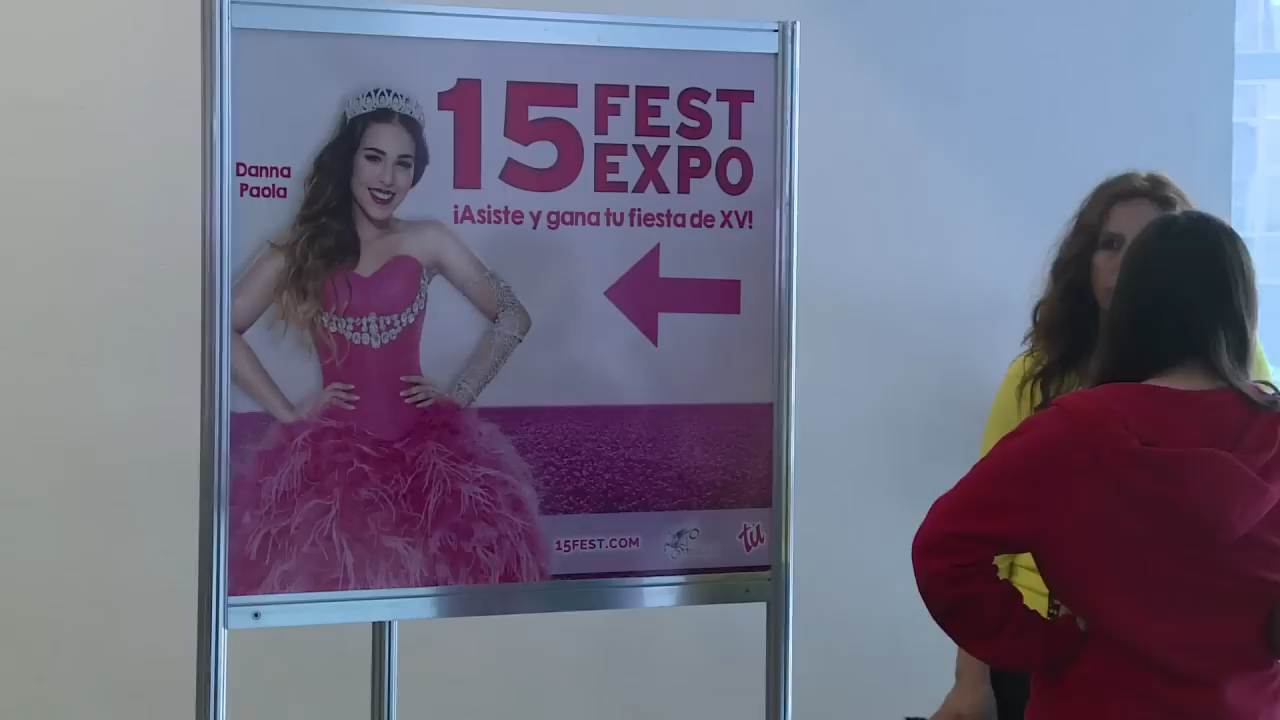 Danna
Paola
15 FEST
EXPO
¡Asiste y gana tu fiesta de XV!
15FEST.COM
tú